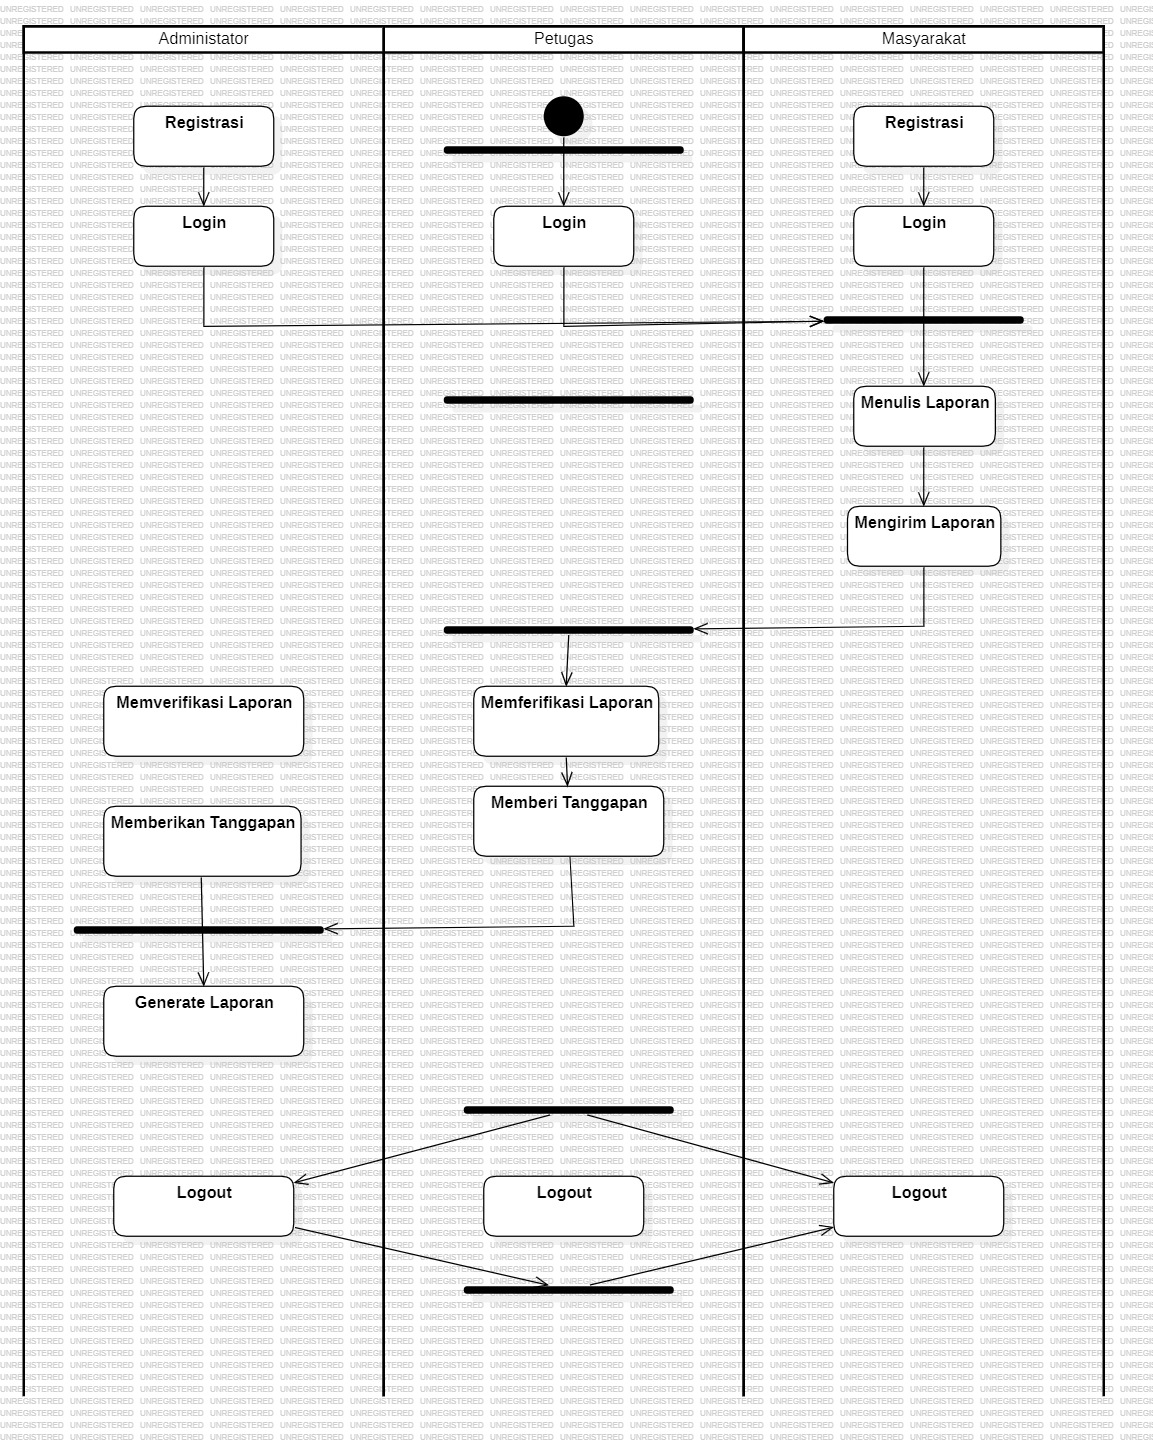 Administator
Petugas
Masyarakat
Registrasi
Registrasi
Login
Login
Login
Menulis Laporan
Mengirim Laporan
Memverifikasi Laporan
Memferifikasi Laporan
Memberi Tanggapan
Memberikan Tanggapan
Generate Laporan
Logout
Logout
Logout
UNREGISTERED